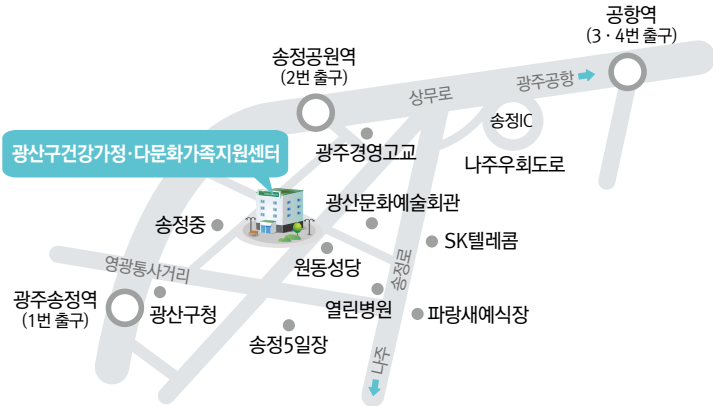 공항역
(3 · 4번 출구)
송정공원역
(2번 출구)
광주공항
상무로
송정IC
광주경영고교
나주우회도로
광산구건강가정·다문화가족지원센터
광산문화예술회관
송정중
SK텔레콤
원동성당
송정로
영광통사거리
광주송정역
(1번 출구)
광산구청
열린병원
파랑새예식장
송정5일장
나주